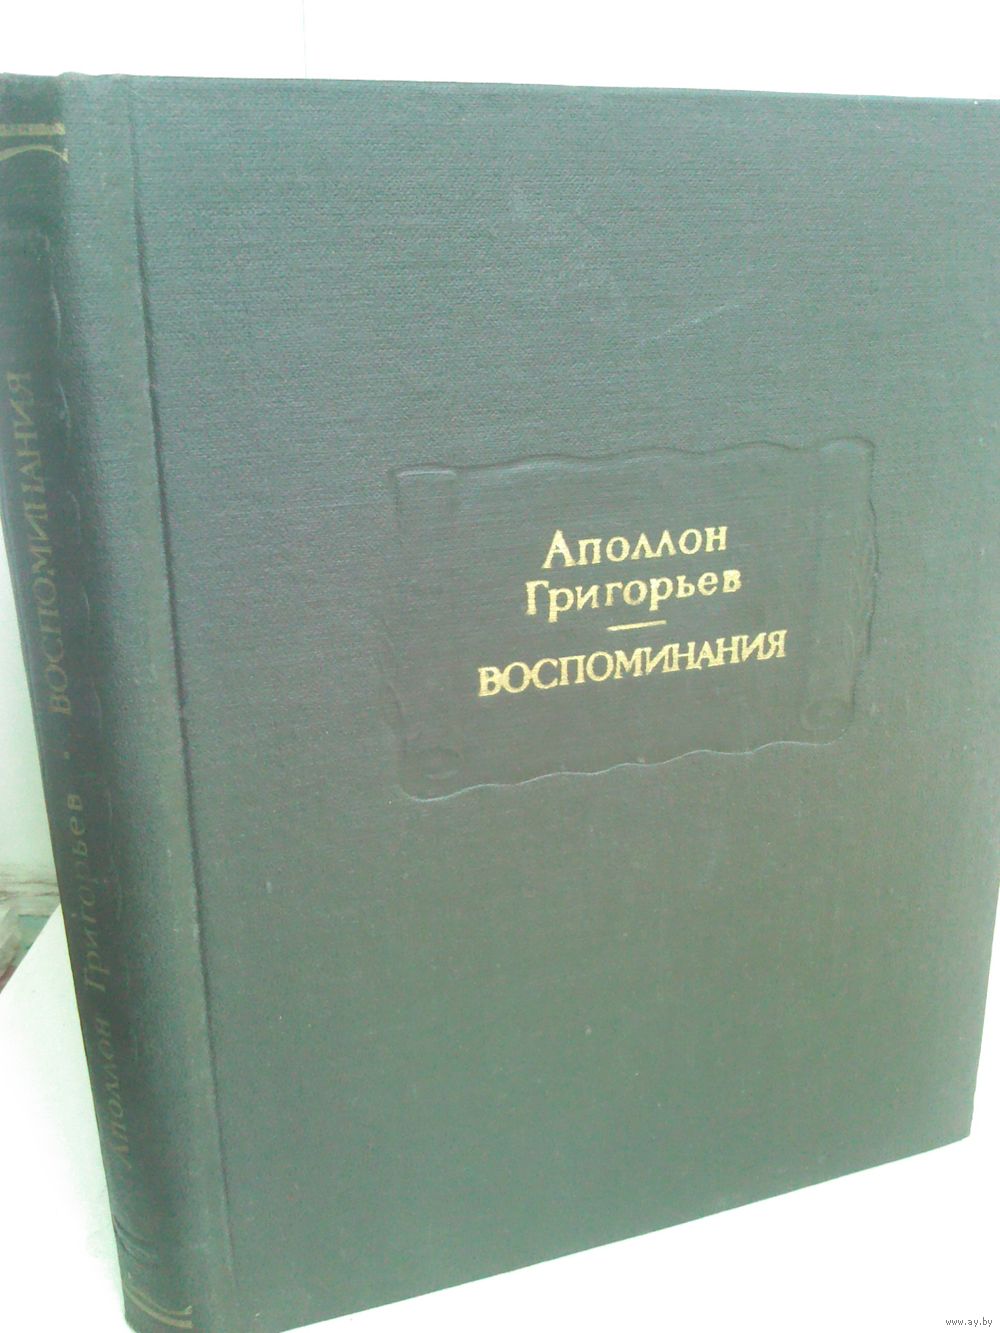 Аполлон
Григорьев
ВОСПОМИНАНИЯ
Аполлон Григорьев · ВОСПОМИНАНИЯ
www.ay.by